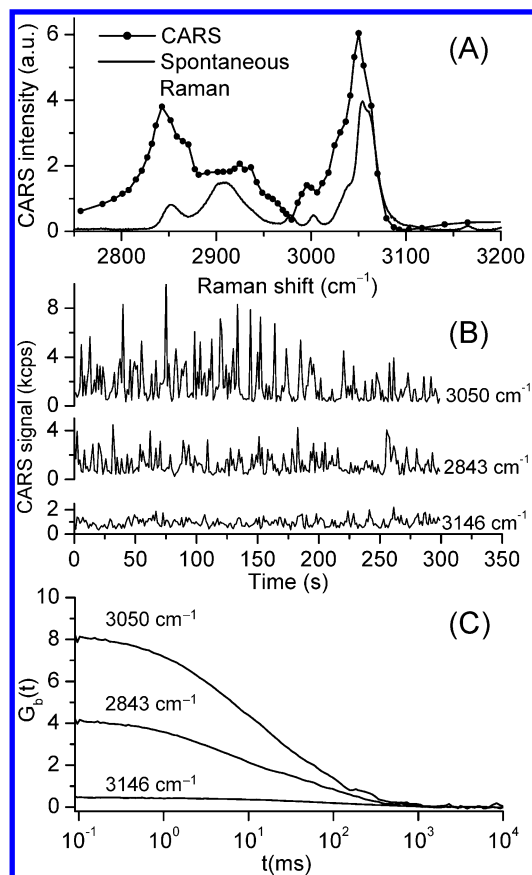 (A)
CARS
Spontaneous
Raman
CARS intensity (a.u.)
6
4
2
0
2800 2900 3000 3100 3200
Raman shift (cm⁻¹)
(B)
CARS signal (kcps)
8
4
0
3050 cm⁻¹
4
0
2843 cm⁻¹
2
0
3146 cm⁻¹
0 50 100 150 200 250 300 350
Time (s)
(C)
G_b(t)
10
8
6
4
2
0
3050 cm⁻¹
2843 cm⁻¹
3146 cm⁻¹
10⁻¹ 10⁰ 10¹ 10² 10³ 10⁴
t(ms)